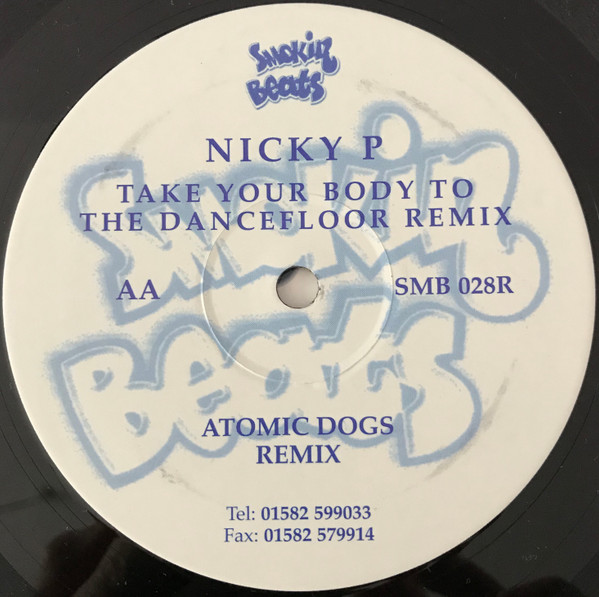 Smokin
Beats
NICKY P
TAKE YOUR BODY TO
THE DANCEFLOOR REMIX
AA
SMB 028R
Smokin
Beats
ATOMIC DOGS
REMIX
Tel: 01582 599033
Fax: 01582 579914